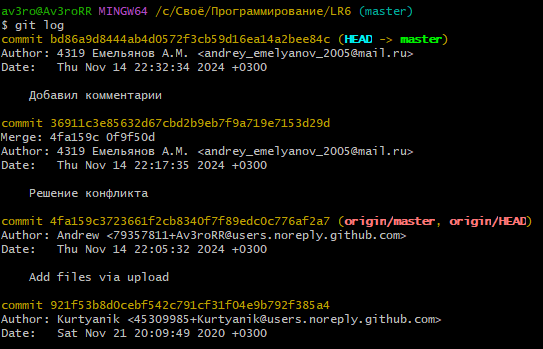 av3ro@Av3roRR MINGW64 /c/Своё/Программирование/LR6 (master)
$ git log
commit bd86a9d8444ab4d0572f3cb59d16ea14a2bee84c (HEAD -> master)
Author: 4319 Емельянов А.М. <andrey_emelyanov_2005@mail.ru>
Date:   Thu Nov 14 22:32:34 2024 +0300
    Добавил комментарии
commit 36911c3e85632d67cbd2b9eb7f9a719e7153d29d
Merge: 4fa159c 0f9f50d
Author: 4319 Емельянов А.М. <andrey_emelyanov_2005@mail.ru>
Date:   Thu Nov 14 22:17:35 2024 +0300
    Решение конфликта
commit 4fa159c3723661f2cb8340f7f89edc0c776af2a7 (origin/master, origin/HEAD)
Author: Andrew <79357811+Av3roRR@users.noreply.github.com>
Date:   Thu Nov 14 22:05:32 2024 +0300
    Add files via upload
commit 921f53b8d0cebf542c791cf31f04e9b792f385a4
Author: Kurtyanik <45309985+Kurtyanik@users.noreply.github.com>
Date:   Sat Nov 21 20:09:49 2020 +0300